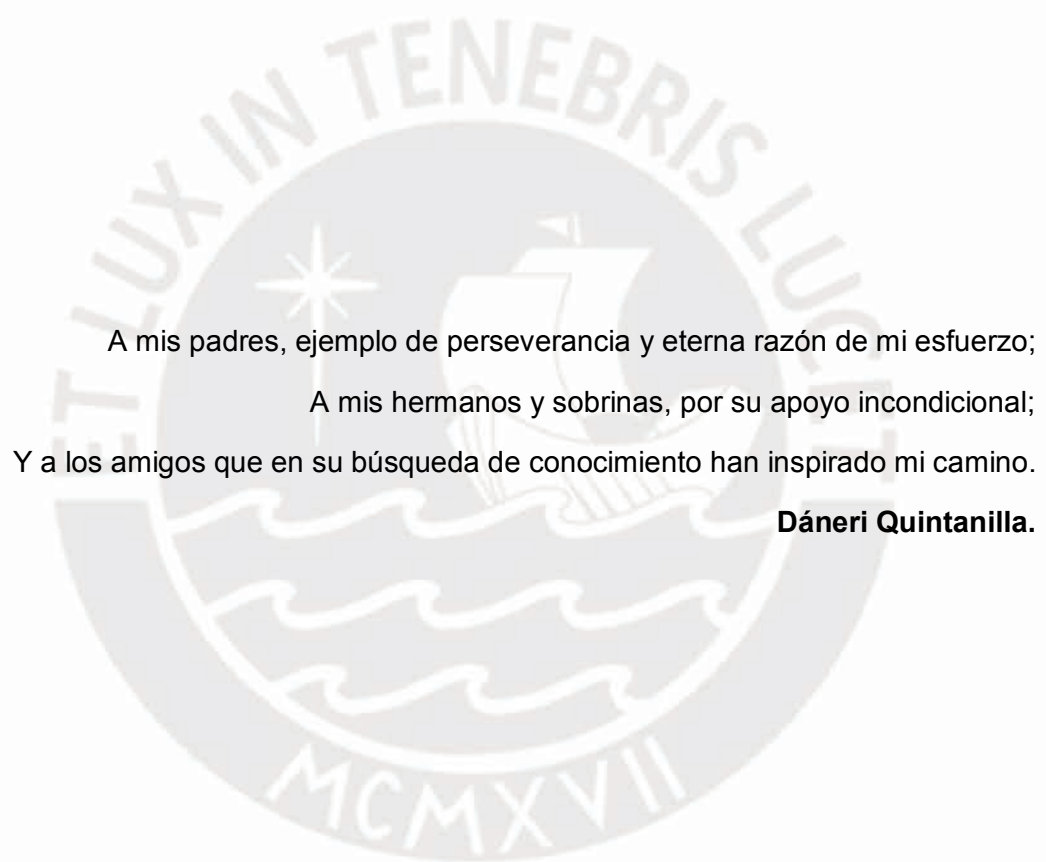 ET LUX IN TENEBRIS LUCET
A mis padres, ejemplo de perseverancia y eterna razón de mi esfuerzo;
A mis hermanos y sobrinas, por su apoyo incondicional;
Y a los amigos que en su búsqueda de conocimiento han inspirado mi camino.
Dáneri Quintanilla.
MCMXVII